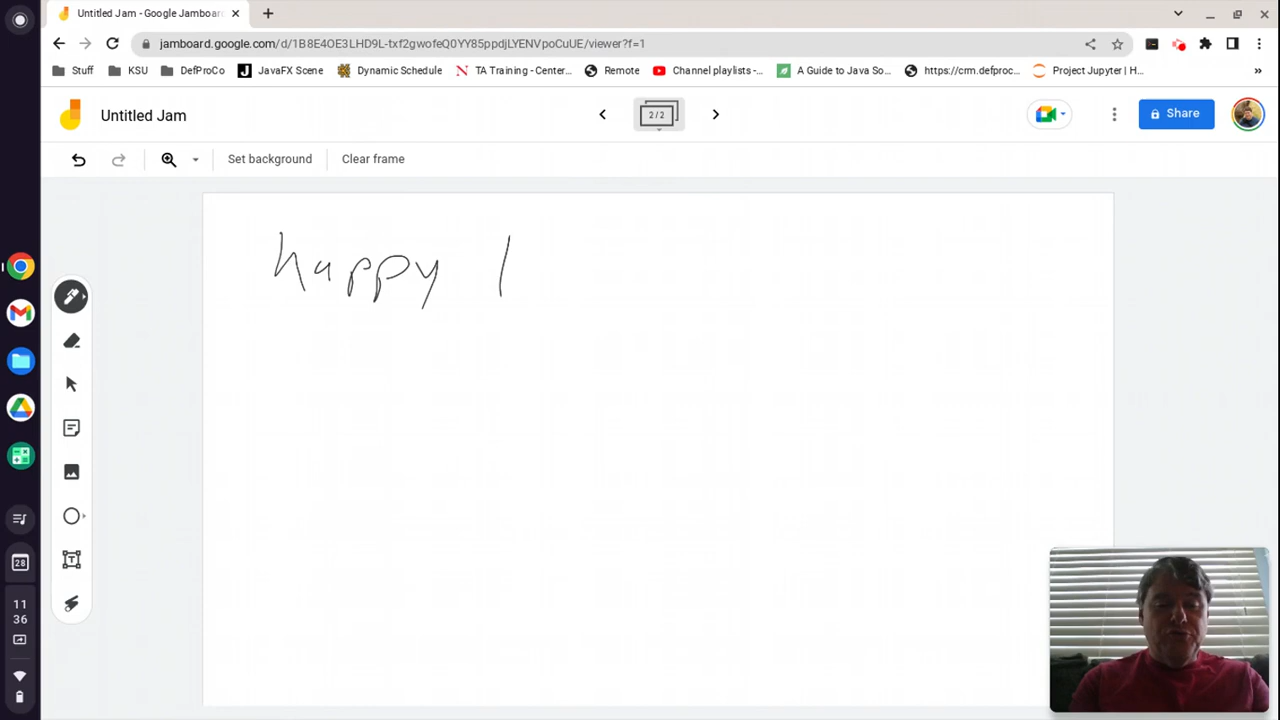 Untitled Jam - Google Jamboard
jamboard.google.com/d/1B8E4OE3LHD9L-txf2gwofeQ0YY85ppdjLYENVpoCuUE/viewer?f=1
Stuff KSU DefProCo JavaFX Scene Dynamic Schedule TA Training - Center... Remote Channel playlists -... A Guide to Java So... https://crm.defproc... Project Jupyter | H... »
Untitled Jam 2/2 Share
Set background Clear frame
happy
28
11
36